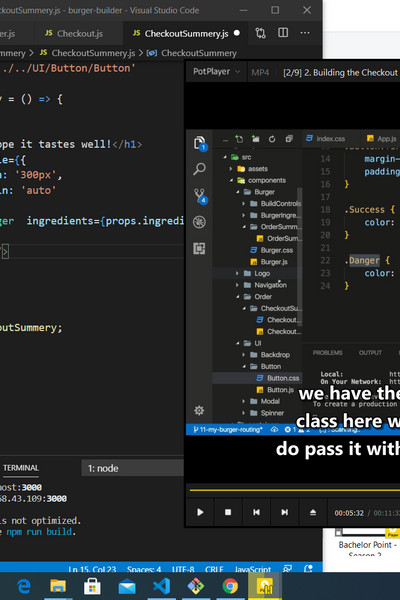 ckoutSummery.js - burger-builder - Visual Studio Code
er.js
JS Checkout.js
JS CheckoutSummery.js
mmery > JS CheckoutSummery.js >
./../UI/Button/Button'
= () => {
ope it tastes well!</h1>
le={{
: '300px',
in: 'auto'
ger ingredients={props.ingredi
>
outSummery;
TERMINAL
1: node
host:3000
68.43.109:3000
is not optimized.
e npm run build.
Ln 15, Col 23 Spaces: 4 UTF-8 CRLF JavaScript
PotPlayer
MP4
[2/9] 2. Building the Checkout
index.css
App.js
src
assets
components
Burger
BuildControls
BurgerIngre
OrderSumm
OrderSum
Burger.css
Burger.js
Logo
Navigation
Order
CheckoutSu
Checkout
Checkout
UI
Backdrop
Button
Button.css
Button.js
Modal
Spinner
14 margin-
15 padding
16 }
17
18 .Success {
19 color:
20 }
21
22 .Danger {
23 color:
24 }
PROBLEMS OUTPUT
Local:
On Your Network:
To create a production
11-my-burger-routing*
we have the
class here w
do pass it with
00:05:32 / 00:11:3
Bachelor Point -
Season 2